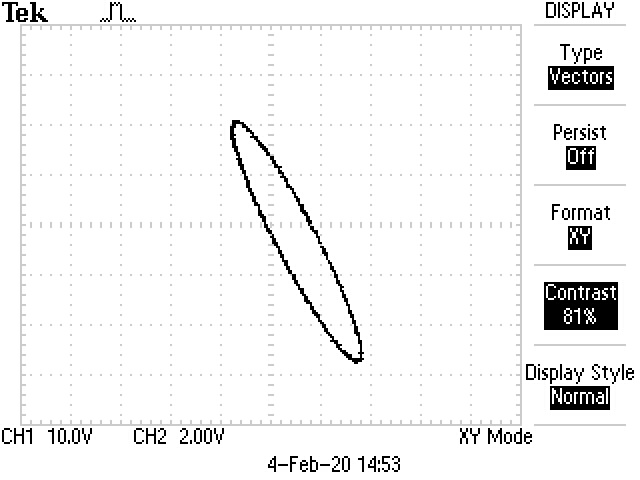 Tek
DISPLAY
Type
Vectors
Persist
Off
Format
XY
Contrast
81%
Display Style
Normal
CH1 10.0V CH2 2.00V XY Mode
4-Feb-20 14:53